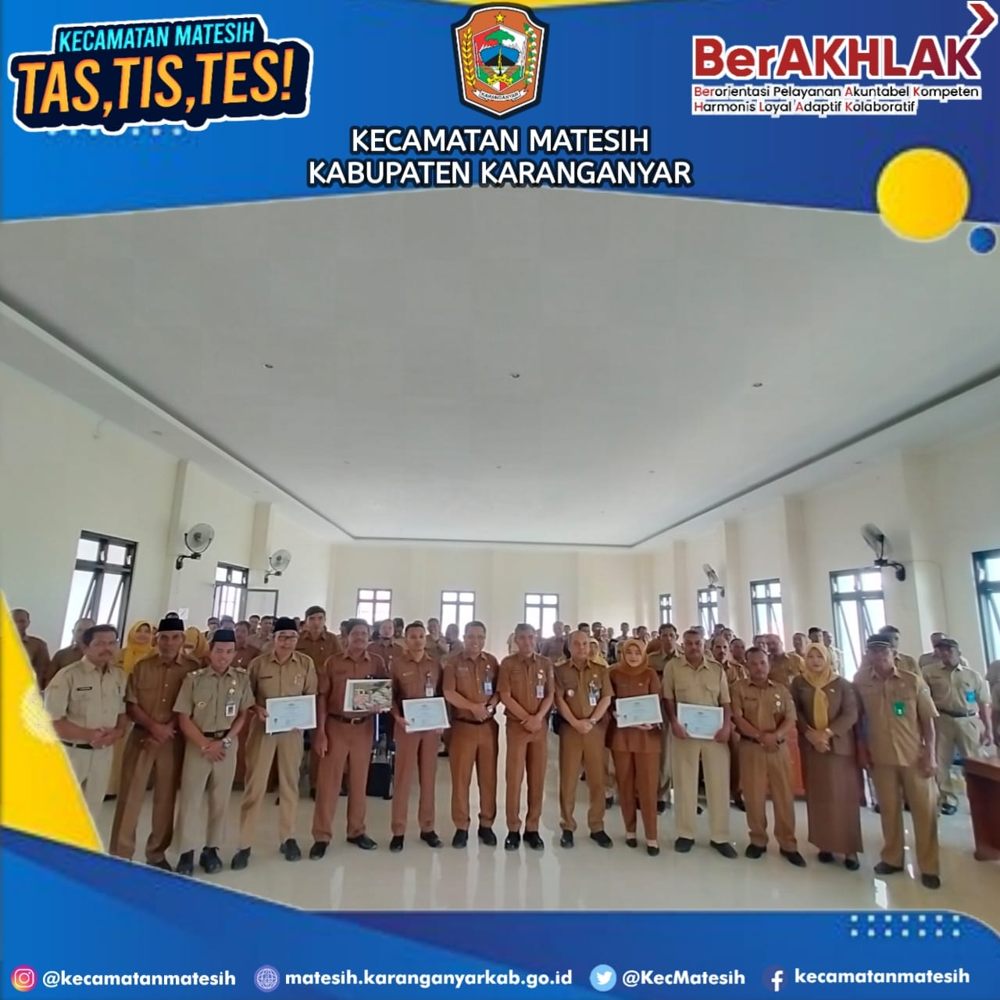 KECAMATAN MATESIH
TAS,TIS,TES!
KARANGANYAR
BerAKHLAK
Berorientasi Pelayanan Akuntabel Kompeten
Harmonis Loyal Adaptif Kolaboratif
KECAMATAN MATESIH
KABUPATEN KARANGANYAR
@kecamatanmatesih
matesih.karanganyarkab.go.id
@KecMatesih
kecamatanmatesih